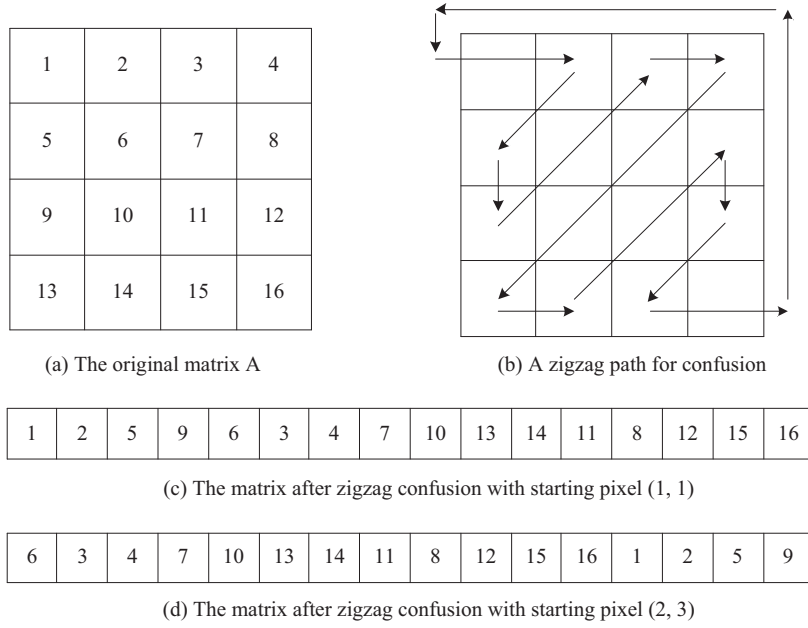 1 2 3 4
5 6 7 8
9 10 11 12
13 14 15 16
(a) The original matrix A
(b) A zigzag path for confusion
1 2 5 9 6 3 4 7 10 13 14 11 8 12 15 16
(c) The matrix after zigzag confusion with starting pixel (1, 1)
6 3 4 7 10 13 14 11 8 12 15 16 1 2 5 9
(d) The matrix after zigzag confusion with starting pixel (2, 3)